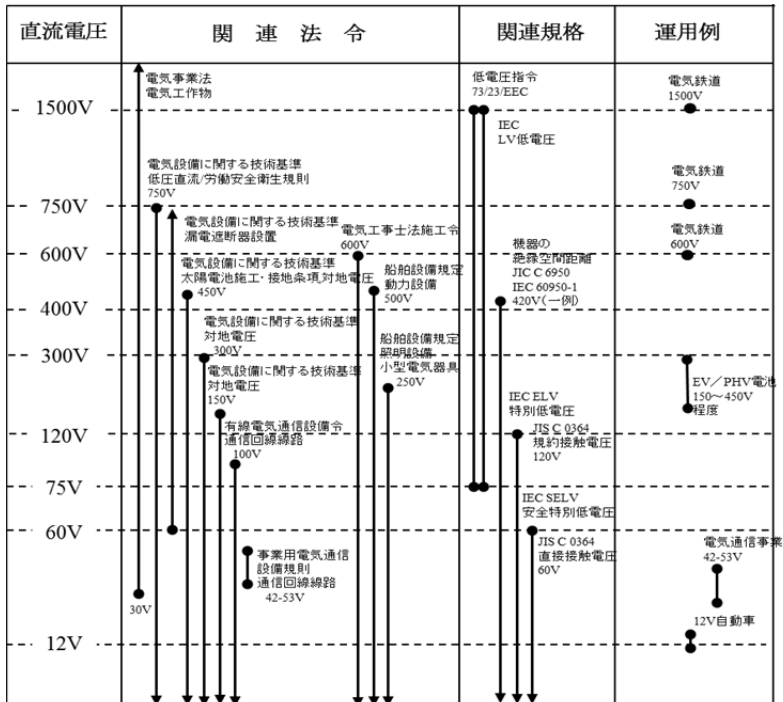 直流電圧
関連法令
関連規格
運用例
1500V
750V
600V
400V
300V
120V
75V
60V
12V
電気事業法
電気工作物
30V
電気設備に関する技術基準
低圧直流/労働安全衛生規則
750V
電気設備に関する技術基準
漏電遮断器設置
電気設備に関する技術基準
太陽電池施工・接地条項,対地電圧
450V
電気設備に関する技術基準
対地電圧
300V
電気設備に関する技術基準
対地電圧
150V
有線電気通信設備令
通信回線線路
100V
事業用電気通信
設備規則
通信回線線路
42-53V
電気工事士法施工令
600V
船舶設備規定
動力設備
500V
船舶設備規定
照明設備
小型電気器具
250V
低電圧指令
73/23/EEC
IEC
LV低電圧
機器の
絶縁空間距離
JIC C 6950
IEC 60950-1
420V(一例)
IEC ELV
特別低電圧
JIS C 0364
規約接触電圧
120V
IEC SELV
安全特別低電圧
JIS C 0364
直接接触電圧
60V
電気鉄道
1500V
電気鉄道
750V
電気鉄道
600V
EV/PHV電池
150~450V
程度
電気通信事業
42-53V
12V自動車